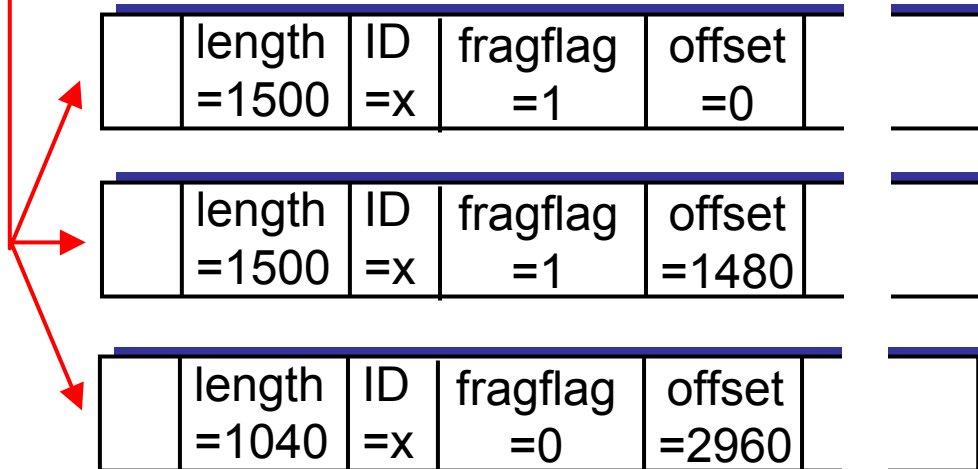 length ID fragflag offset
=1500 =x =1 =0
length ID fragflag offset
=1500 =x =1 =1480
length ID fragflag offset
=1040 =x =0 =2960